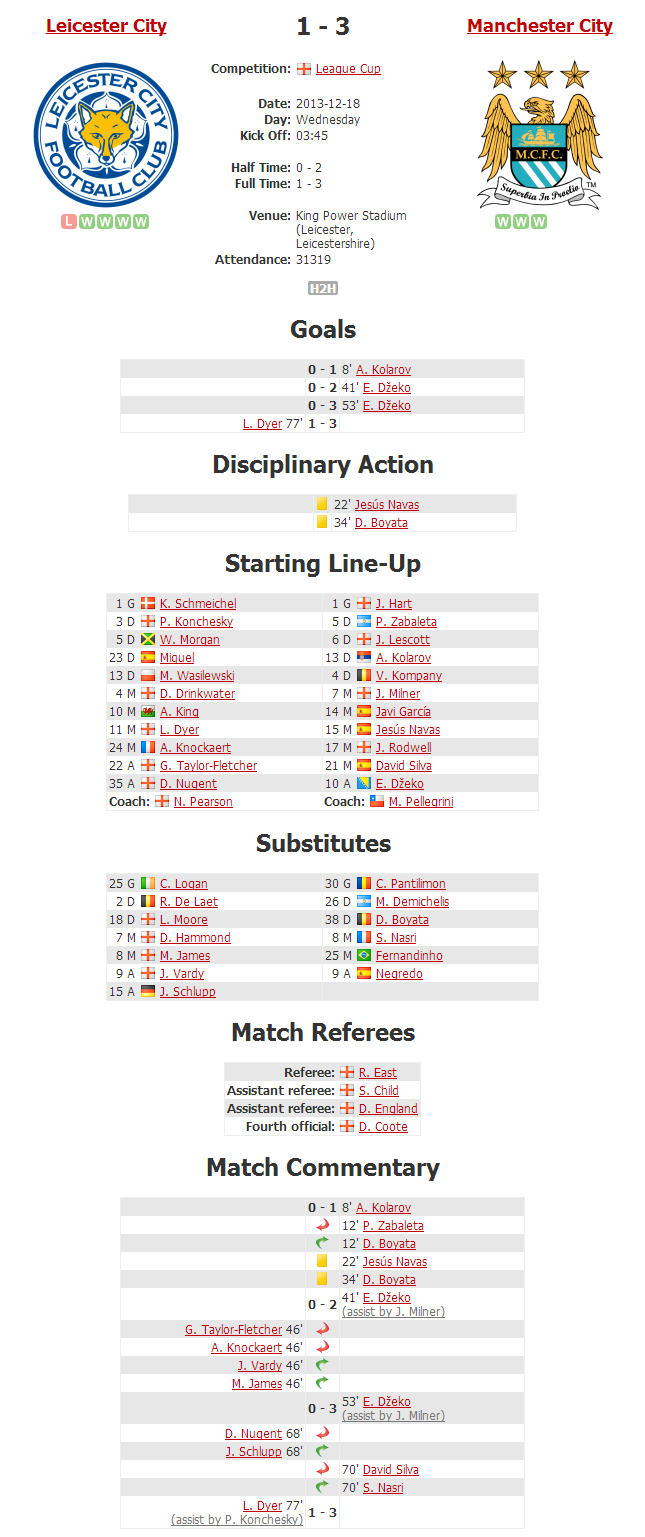 Leicester City
1 - 3
Manchester City
LEICESTER CITY
FOOTBALL CLUB
M.C.F.C.
Superbia In Proelio
TM
L W W W W
W W W
Competition: League Cup
Date: 2013-12-18
Day: Wednesday
Kick Off: 03:45
Half Time: 0 - 2
Full Time: 1 - 3
Venue: King Power Stadium
(Leicester,
Leicestershire)
Attendance: 31319
H2H
Goals
0 - 1 8' A. Kolarov
0 - 2 41' E. Džeko
0 - 3 53' E. Džeko
L. Dyer 77' 1 - 3
Disciplinary Action
22' Jesús Navas
34' D. Boyata
Starting Line-Up
1 G K. Schmeichel 1 G J. Hart
3 D P. Konchesky 5 D P. Zabaleta
5 D W. Morgan 6 D J. Lescott
23 D Miguel 13 D A. Kolarov
13 D M. Wasilewski 4 D V. Kompany
4 M D. Drinkwater 7 M J. Milner
10 M A. King 14 M Javi García
11 M L. Dyer 15 M Jesús Navas
24 M A. Knockaert 17 M J. Rodwell
22 A G. Taylor-Fletcher 21 M David Silva
35 A D. Nugent 10 A E. Džeko
Coach: N. Pearson Coach: M. Pellegrini
Substitutes
25 G C. Logan 30 G C. Pantilimon
2 D R. De Laet 26 D M. Demichelis
18 D L. Moore 38 D D. Boyata
7 M D. Hammond 8 M S. Nasri
8 M M. James 25 M Fernandinho
9 A J. Vardy 9 A Negredo
15 A J. Schlupp
Match Referees
Referee: R. East
Assistant referee: S. Child
Assistant referee: D. England
Fourth official: D. Coote
Match Commentary
0 - 1 8' A. Kolarov
12' P. Zabaleta
12' D. Boyata
22' Jesús Navas
34' D. Boyata
0 - 2 41' E. Džeko
(assist by J. Milner)
G. Taylor-Fletcher 46'
A. Knockaert 46'
J. Vardy 46'
M. James 46'
0 - 3 53' E. Džeko
(assist by J. Milner)
D. Nugent 68'
J. Schlupp 68'
70' David Silva
70' S. Nasri
L. Dyer 77' 1 - 3
(assist by P. Konchesky)